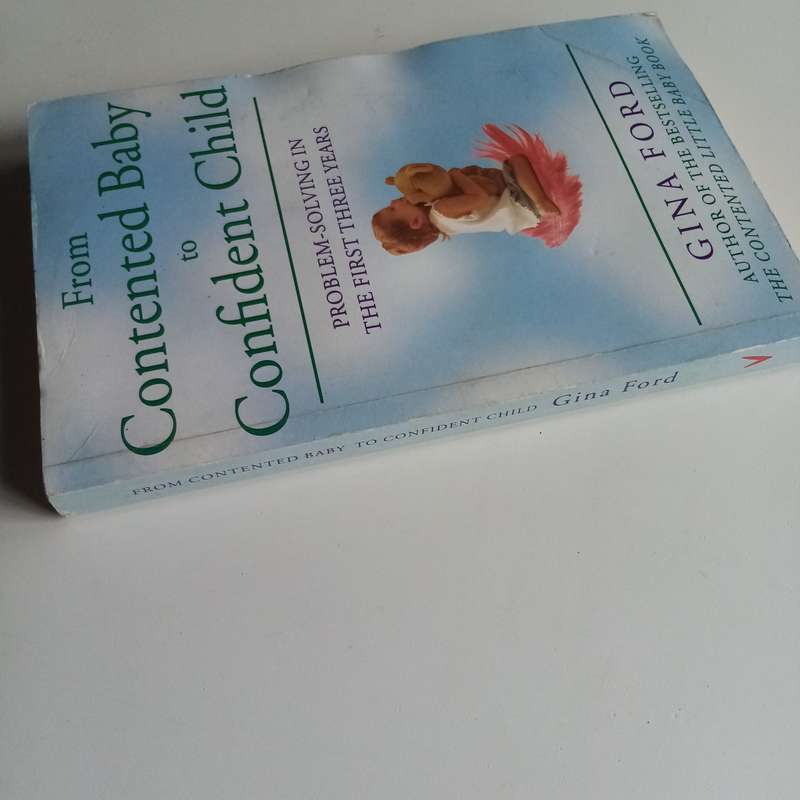 From
Contented Baby
to
Confident Child
PROBLEM-SOLVING IN
THE FIRST THREE YEARS
GINA FORD
AUTHOR OF THE BESTSELLING
THE CONTENTED LITTLE BABY BOOK
FROM CONTENTED BABY TO CONFIDENT CHILD Gina Ford